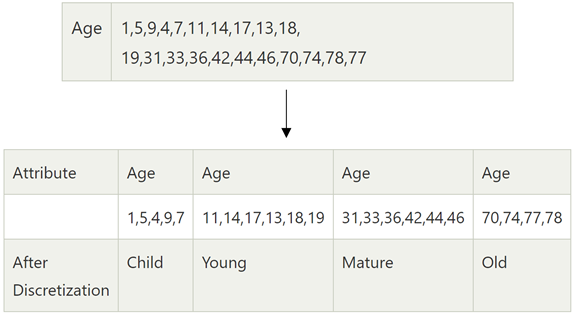 Age 1,5,9,4,7,11,14,17,13,18,
19,31,33,36,42,44,46,70,74,78,77
Attribute Age Age Age Age
1,5,4,9,7 11,14,17,13,18,19 31,33,36,42,44,46 70,74,77,78
After Child Young Mature Old
Discretization